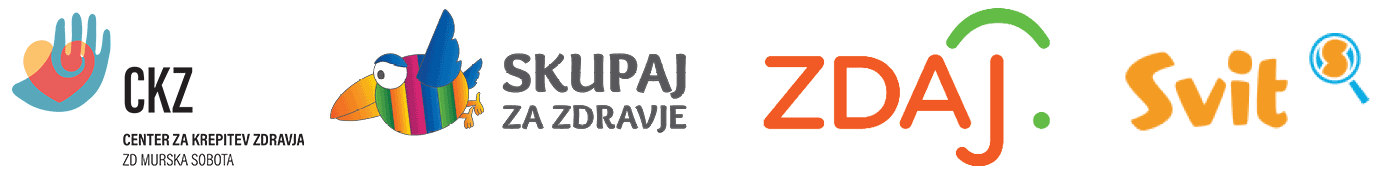 CKZ
CENTER ZA KREPITEV ZDRAVJA
ZD MURSKA SOBOTA
SKUPAJ
ZA ZDRAVJE
ZDAJ.
Svit
S